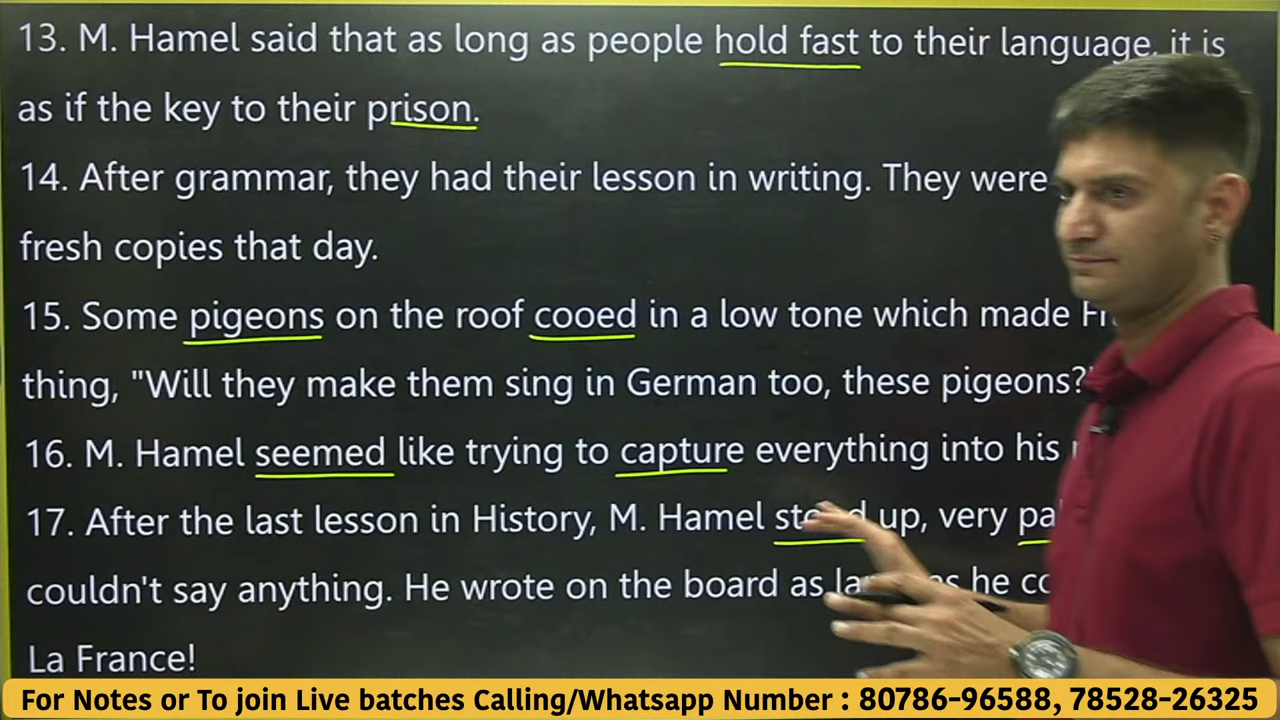 13. M. Hamel said that as long as people hold fast to their language, it is
as if the key to their prison.
14. After grammar, they had their lesson in writing. They were
fresh copies that day.
15. Some pigeons on the roof cooed in a low tone which made
thing, "Will they make them sing in German too, these pigeons?"
16. M. Hamel seemed like trying to capture everything into his
17. After the last lesson in History, M. Hamel stood up, very
couldn't say anything. He wrote on the board as as he
La France!
For Notes or To join Live batches Calling/Whatsapp Number : 80786-96588, 78528-26325